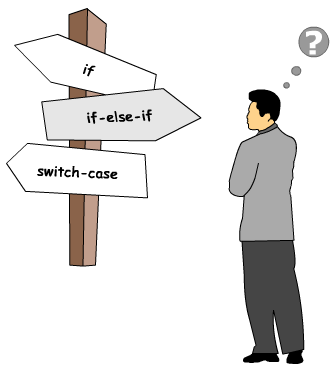 ?
if
if-else-if
switch-case